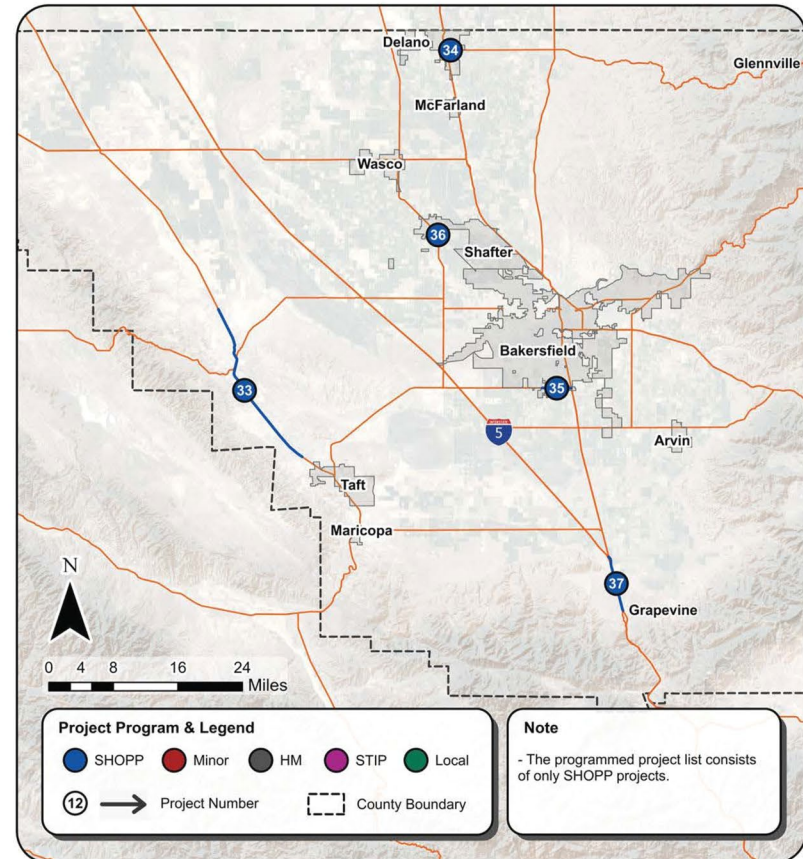 Delano
34
Glennville
McFarland
Wasco
36
Shafter
Bakersfield
33
35
5
Arvin
Taft
Maricopa
N
37
Grapevine
0 4 8 16 24
Miles
Project Program & Legend
SHOPP Minor HM STIP Local
12 Project Number County Boundary
Note
- The programmed project list consists
of only SHOPP projects.